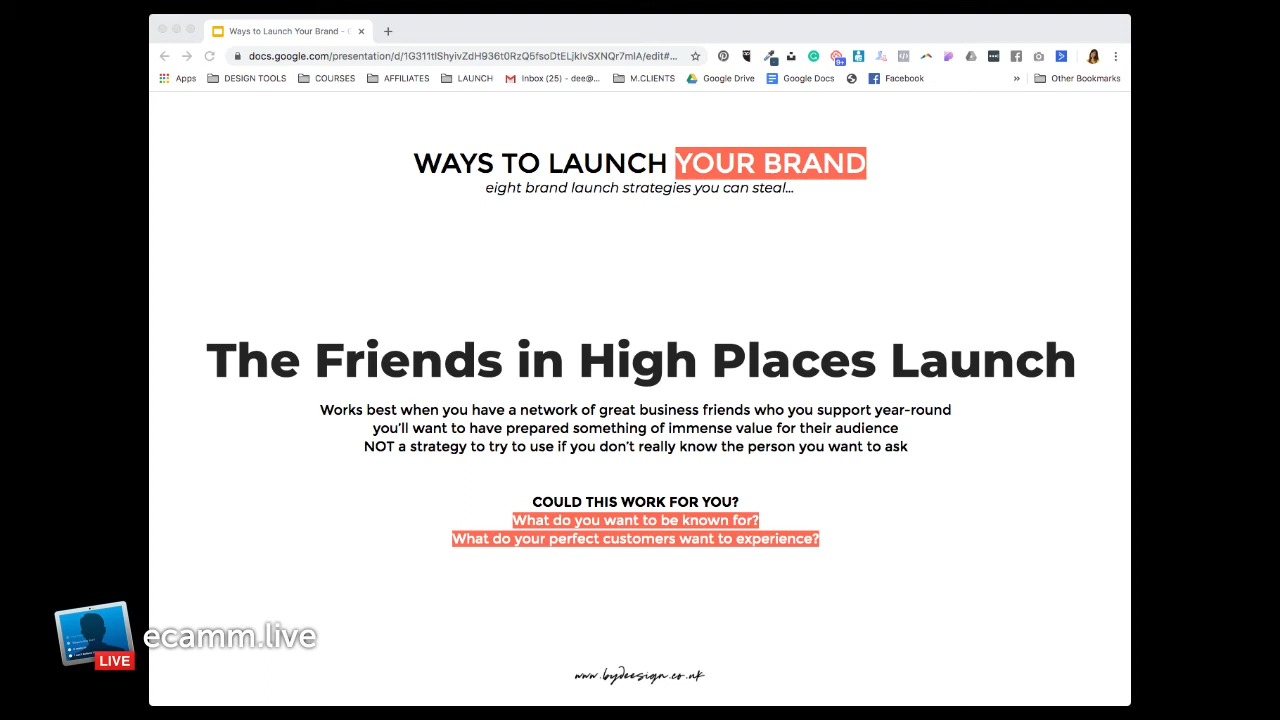 Ways to Launch Your Brand - G
docs.google.com/presentation/d/1G311tlShyivZdH936t0RzQ5fsoDtELjkIvSXNQr7mIA/edit#...
9+
Apps DESIGN TOOLS COURSES AFFILIATES LAUNCH Inbox (25) - dee@... M.CLIENTS Google Drive Google Docs Facebook » Other Bookmarks
WAYS TO LAUNCH YOUR BRAND
eight brand launch strategies you can steal...
The Friends in High Places Launch
Works best when you have a network of great business friends who you support year-round
you'll want to have prepared something of immense value for their audience
NOT a strategy to try to use if you don't really know the person you want to ask
COULD THIS WORK FOR YOU?
What do you want to be known for?
What do your perfect customers want to experience?
ecamm.live
LIVE
www.bydeesign.co.uk